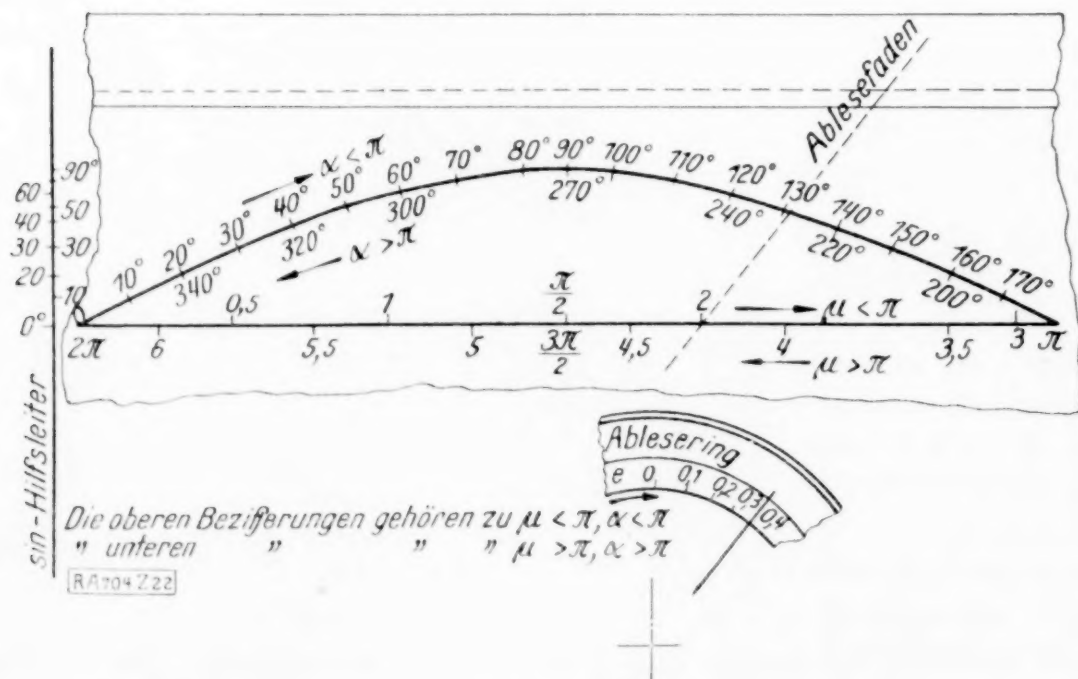 Ablesefaden
90° 60 50 40 30 30 20 10 0°
sin-Hilfsleiter
α < π
10° 20° 30° 40° 50° 60° 70° 80° 90° 100° 110° 120° 130° 140° 150° 160° 170°
340° 320° 300° 270° 240° 220° 200°
α > π
0,5 1 π/2 2 μ < π
2π 6 5,5 5 3π/2 4,5 4 3,5 3 π
μ > π
Ablesering
e 0, 0,1 0,2 0,3 0,4
Die oberen Bezifferungen gehören zu μ < π, α < π
" unteren " " " μ > π, α > π
RA704Z22